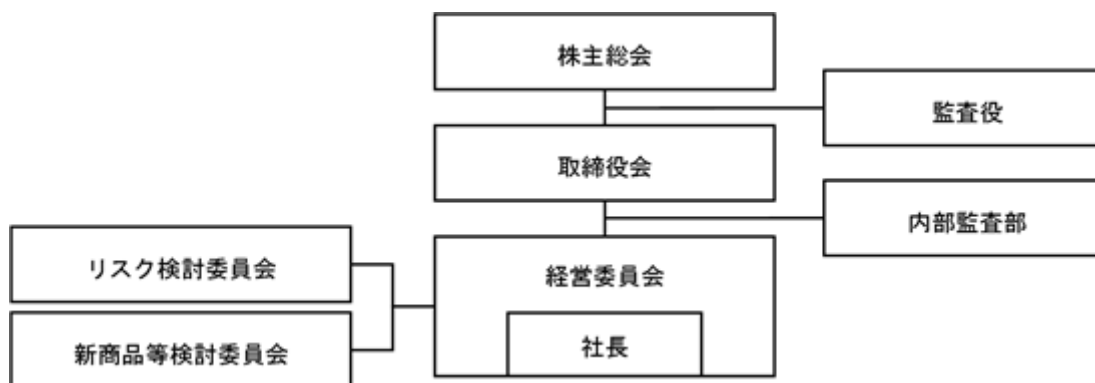 株主総会
監査役
取締役会
内部監査部
リスク検討委員会
経営委員会
新商品等検討委員会
社長